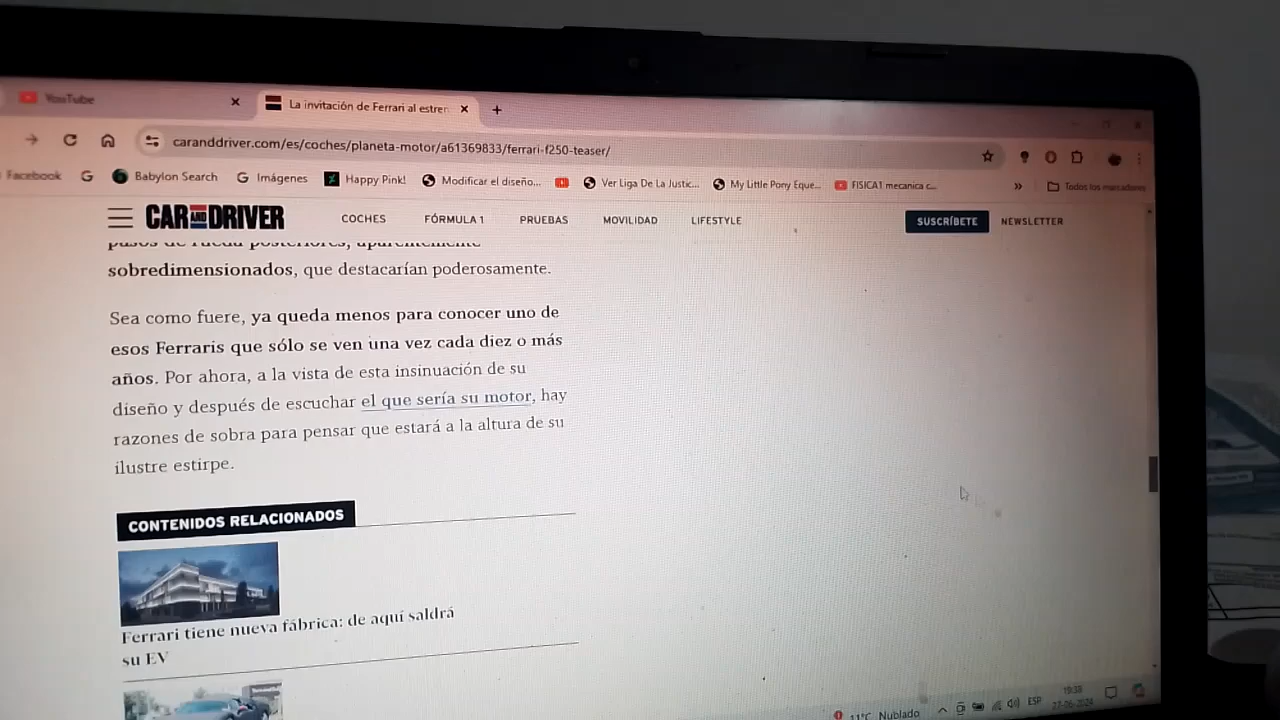 YouTube
La invitación de Ferrari al estren
caranddriver.com/es/coches/planeta-motor/a61369833/ferrari-f250-teaser/
Facebook Babylon Search Imágenes Happy Pink! Modificar el diseño... Ver Liga De La Justic... My Little Pony Eque... FISICA1 mecanica c... » Todos los marcadores
CAR AND DRIVER COCHES FÓRMULA 1 PRUEBAS MOVILIDAD LIFESTYLE SUSCRÍBETE NEWSLETTER
pasos de rueda posteriores, aparentemente
sobredimensionados, que destacarían poderosamente.
Sea como fuere, ya queda menos para conocer uno de
esos Ferraris que sólo se ven una vez cada diez o más
años. Por ahora, a la vista de esta insinuación de su
diseño y después de escuchar el que sería su motor, hay
razones de sobra para pensar que estará a la altura de su
ilustre estirpe.
CONTENIDOS RELACIONADOS
Ferrari tiene nueva fábrica: de aquí saldrá
su EV
11°C Nublado ESP 19:38